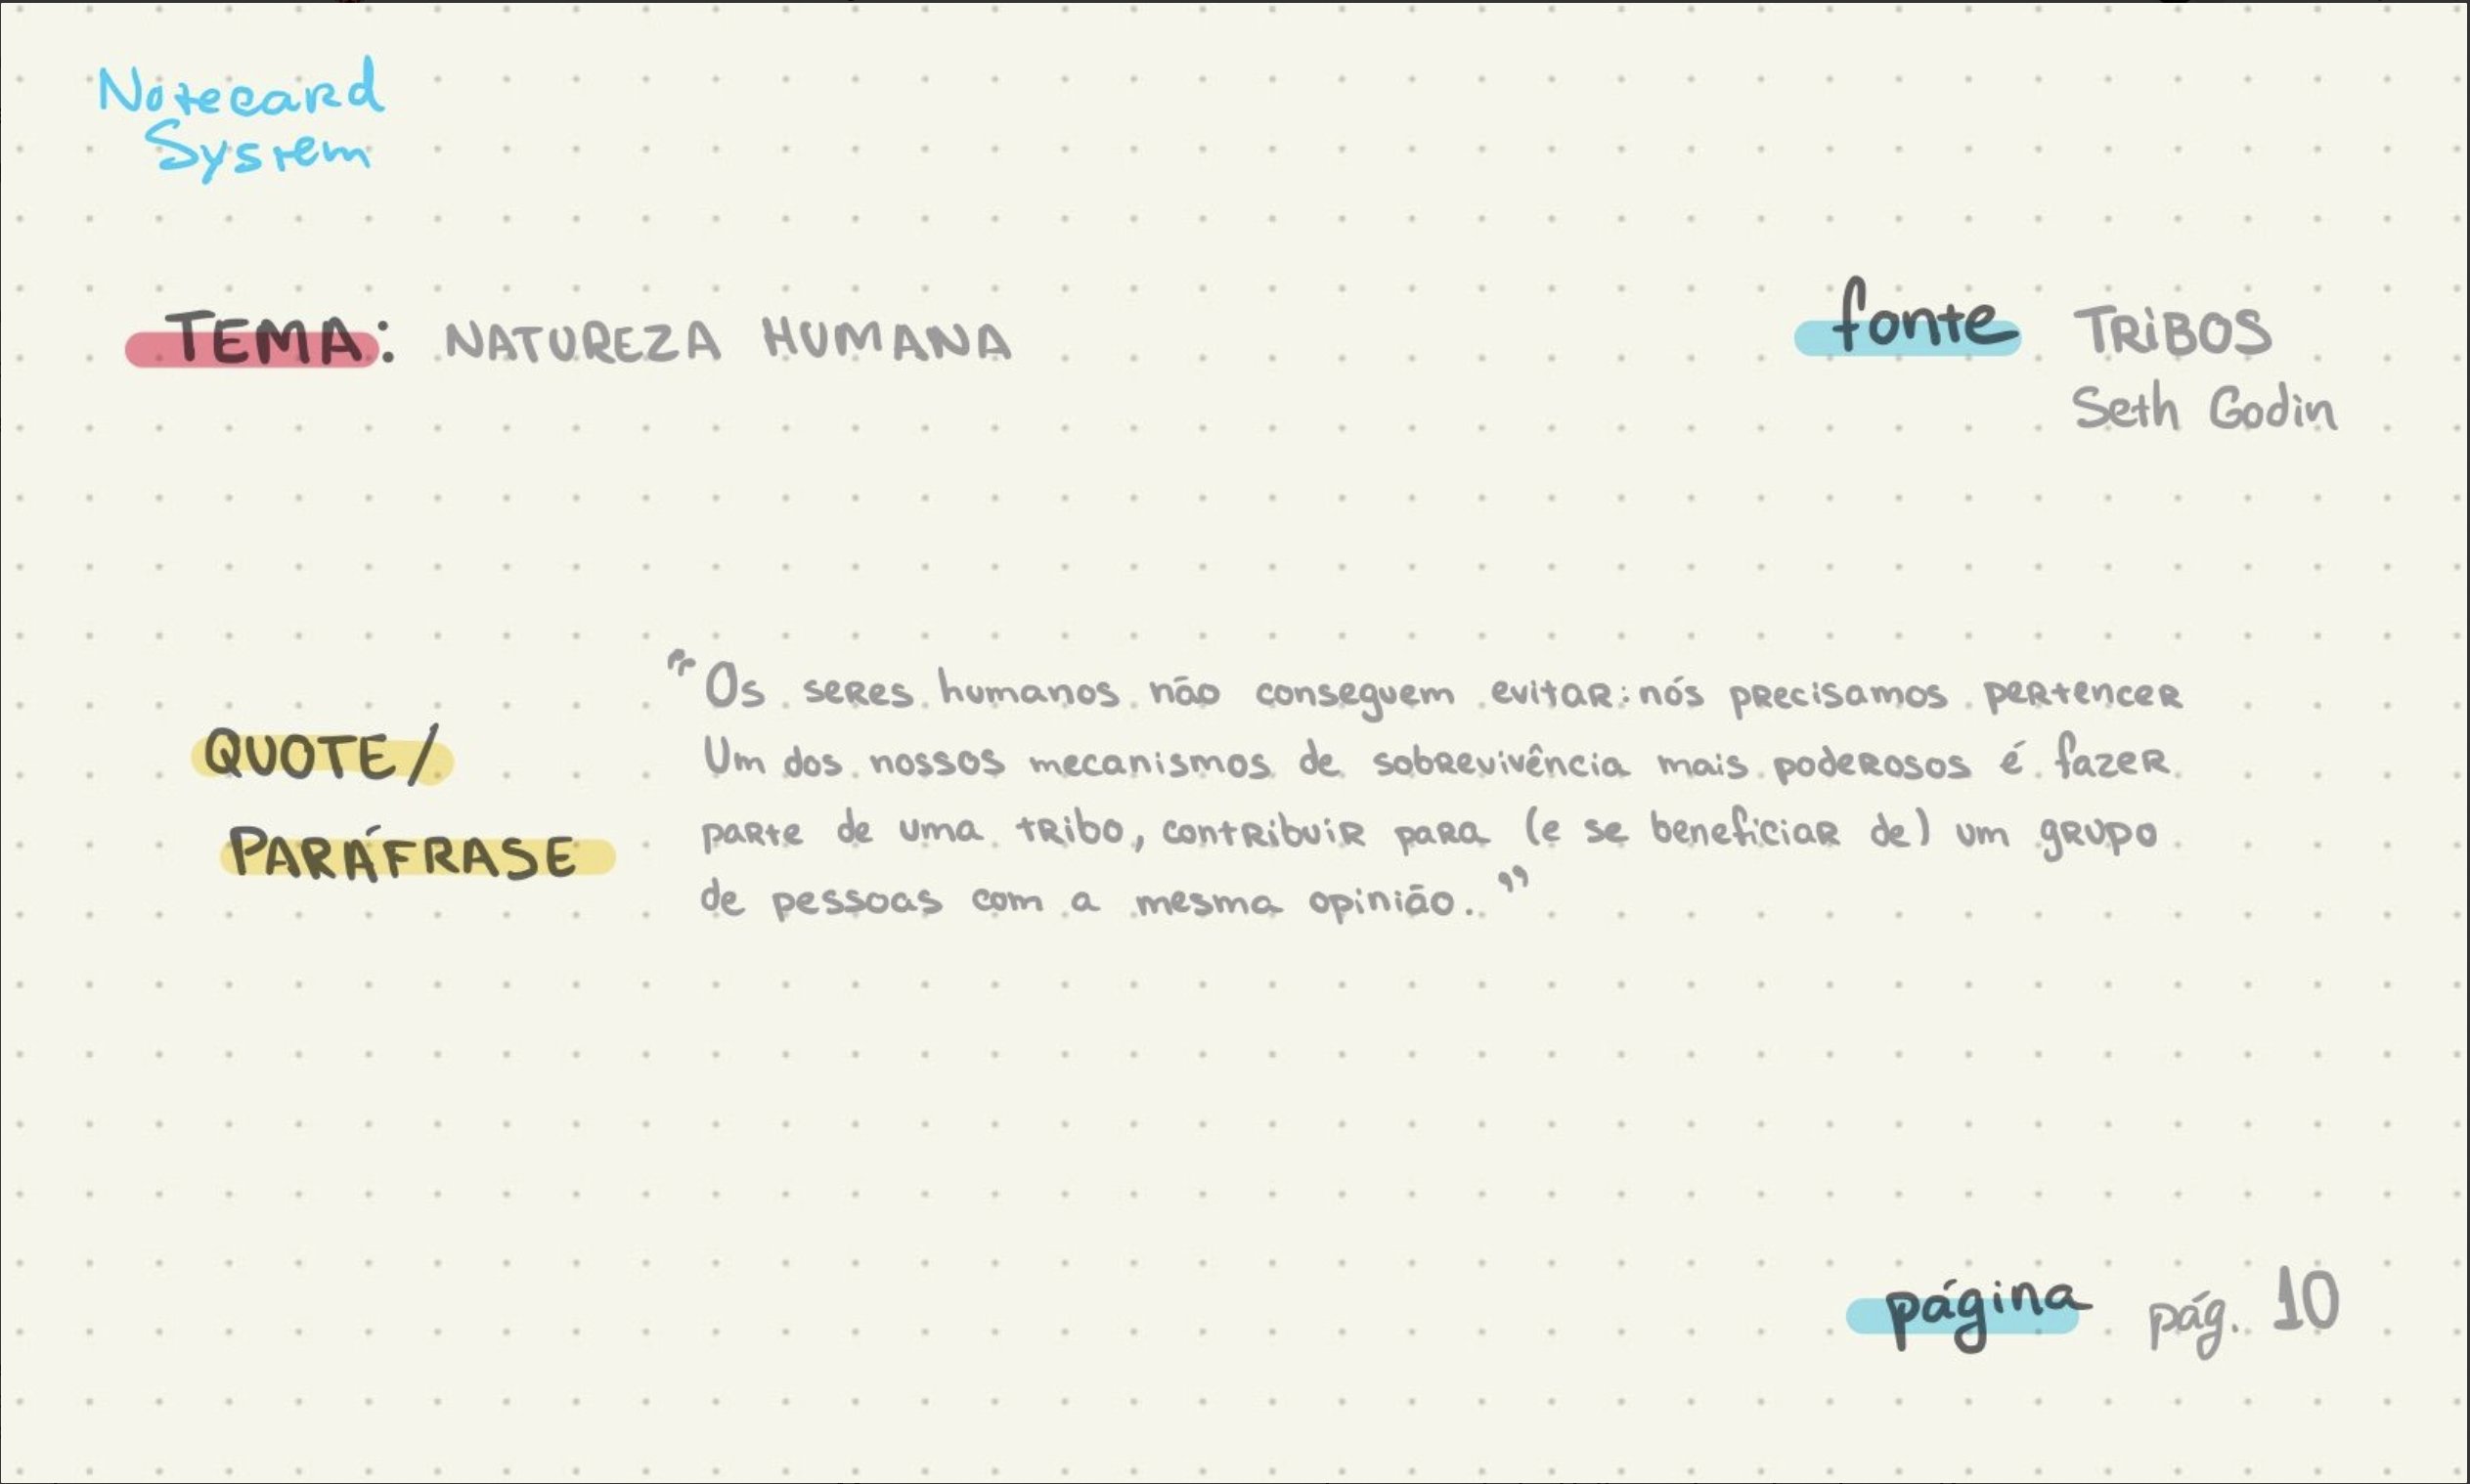 Notecard
System
TEMA: NATUREZA HUMANA
fonte TRIBOS
Seth Godin
QUOTE/
PARÁFRASE
"Os seres humanos não conseguem evitar: nós precisamos pertencer
Um dos nossos mecanismos de sobrevivência mais poderosos é fazer
parte de uma tribo, contribuir para (e se beneficiar de) um grupo
de pessoas com a mesma opinião."
página pág. 10